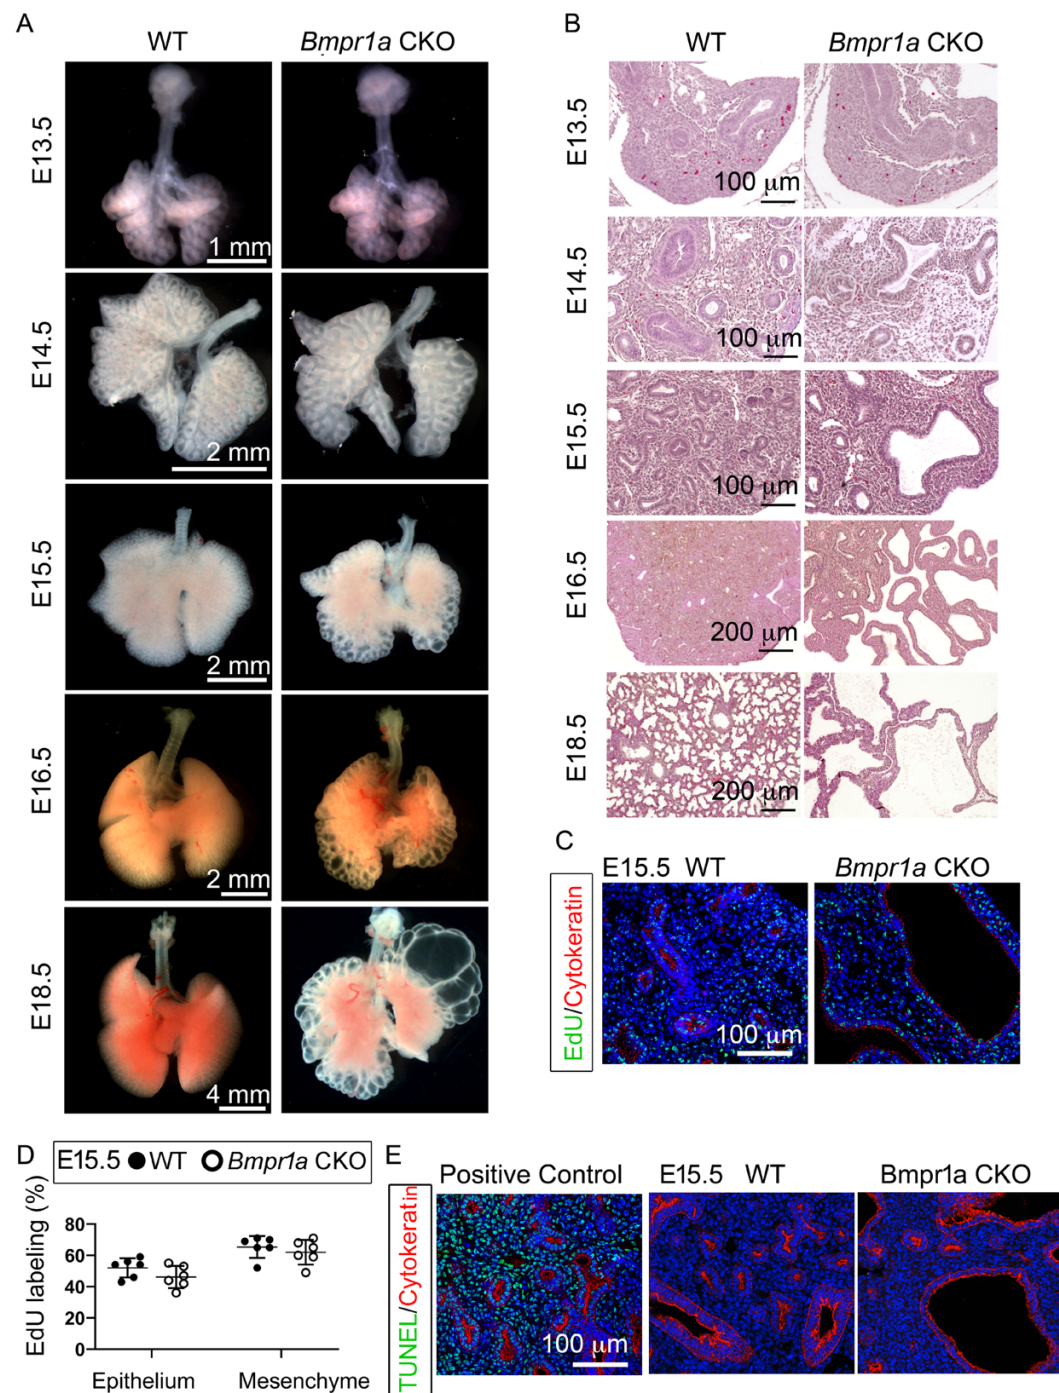 A
WT
Bmpr1a CKO
E13.5
1 mm
E14.5
2 mm
E15.5
2 mm
E16.5
2 mm
E18.5
4 mm
B
WT
Bmpr1a CKO
E13.5
100 μm
E14.5
100 μm
E15.5
100 μm
E16.5
200 μm
E18.5
200 μm
C
E15.5 WT
Bmpr1a CKO
EdU/Cytokeratin
100 μm
D
E15.5 WT Bmpr1a CKO
EdU labeling (%)
80
60
40
20
0
Epithelium
Mesenchyme
E
Positive Control
E15.5 WT
Bmpr1a CKO
TUNEL/Cytokeratin
100 μm